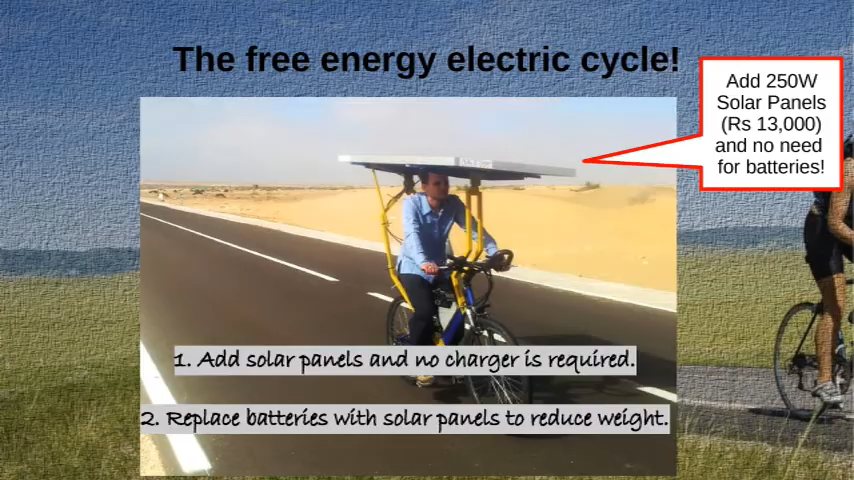 The free energy electric cycle!
Add 250W
Solar Panels
(Rs 13,000)
and no need
for batteries!
1. Add solar panels and no charger is required.
2. Replace batteries with solar panels to reduce weight.